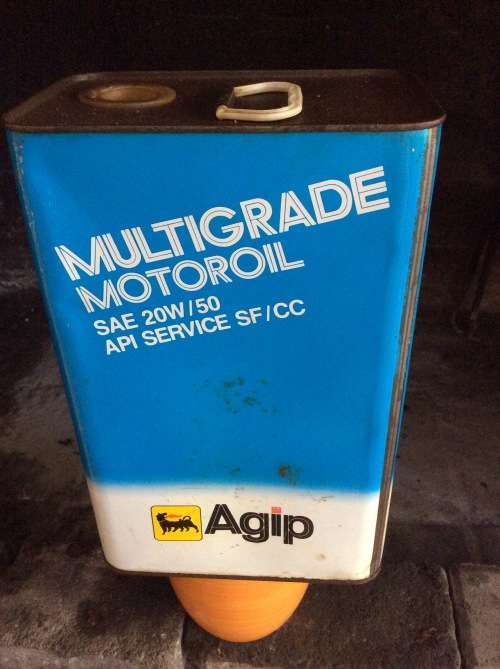 MULTIGRADE
MOTOROIL
SAE 20W/50
API SERVICE SF/CC
Agip